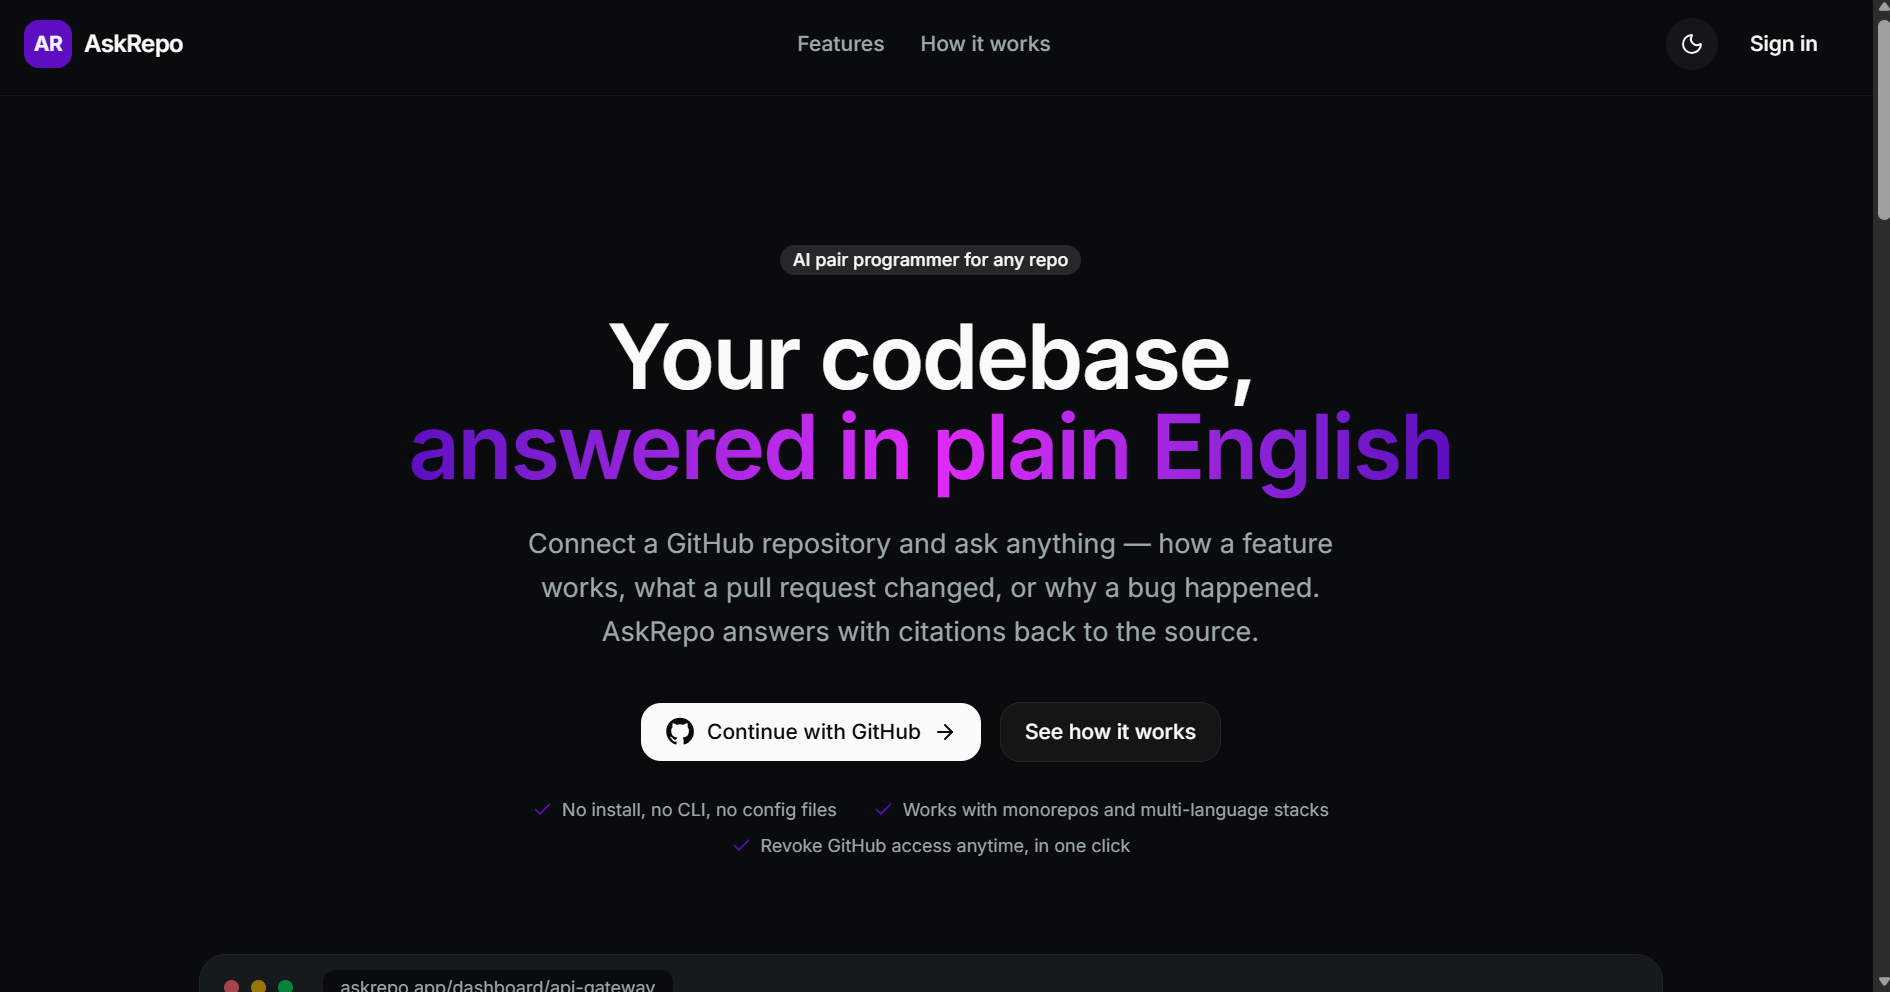 AR AskRepo
Features
How it works
Sign in
AI pair programmer for any repo
Your codebase,
answered in plain English
Connect a GitHub repository and ask anything — how a feature
works, what a pull request changed, or why a bug happened.
AskRepo answers with citations back to the source.
Continue with GitHub →
See how it works
No install, no CLI, no config files
Works with monorepos and multi-language stacks
Revoke GitHub access anytime, in one click
askrepo.app/dashboard/api-gateway